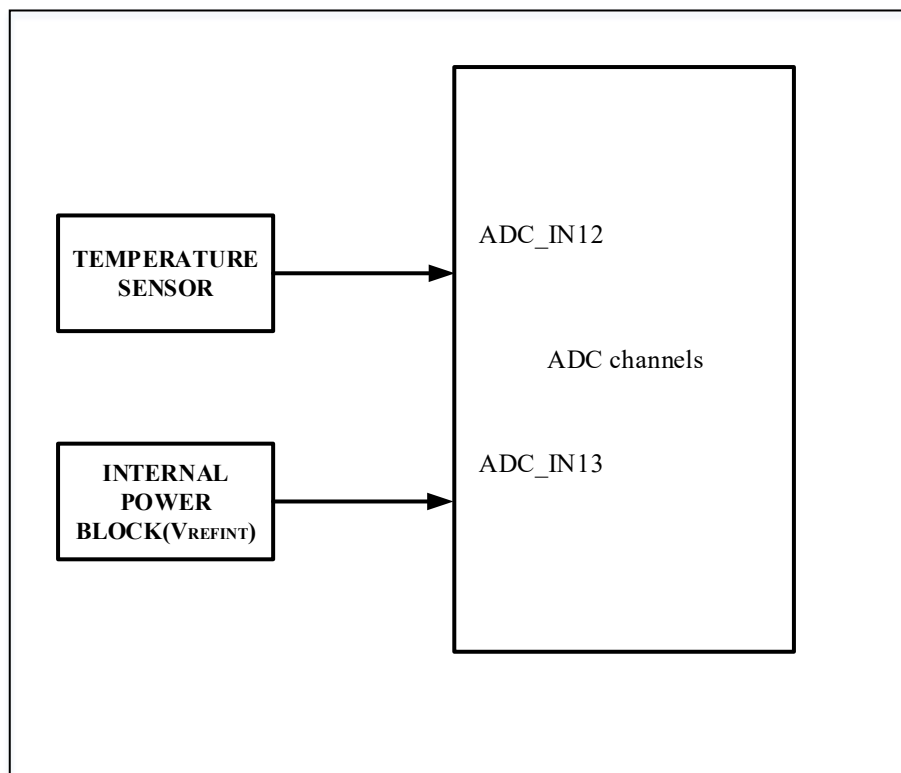 TEMPERATURE
SENSOR
ADC_IN12
ADC channels
INTERNAL
POWER
BLOCK(VREFINT)
ADC_IN13